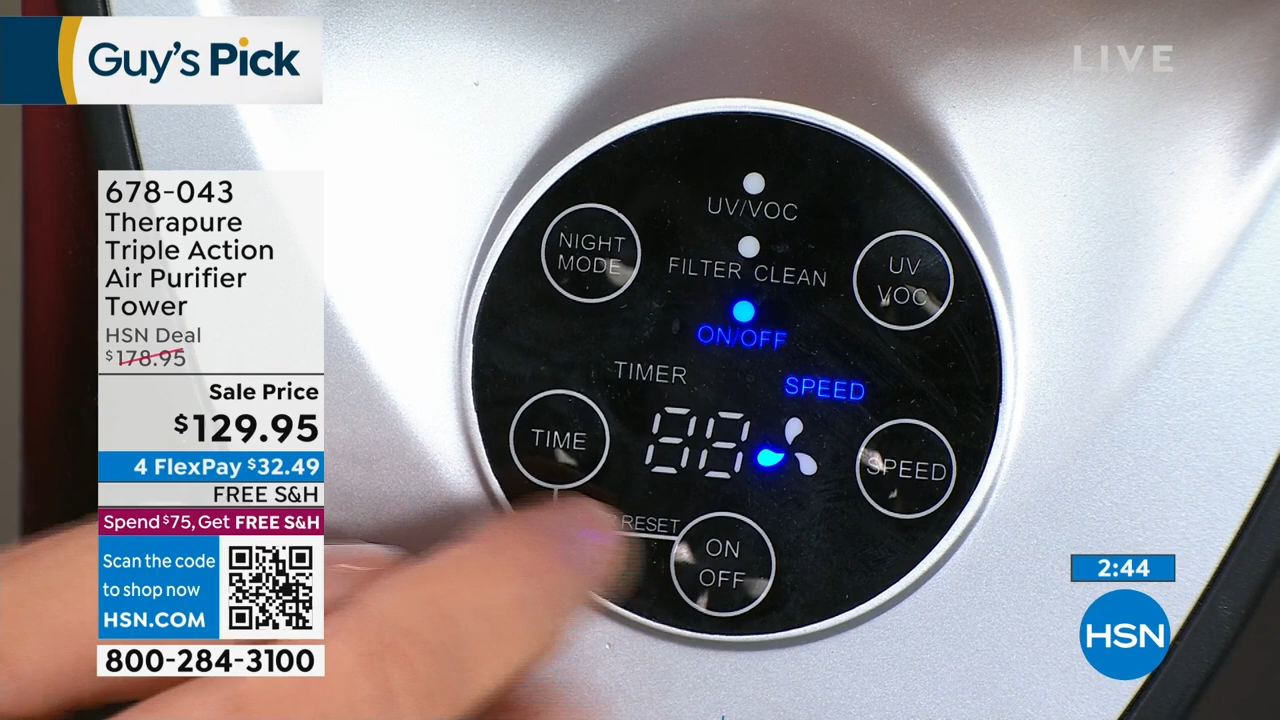 Guy's Pick
LIVE
678-043
Therapure
Triple Action
Air Purifier
Tower
HSN Deal
$178.95
Sale Price
$129.95
4 FlexPay $32.49
FREE S&H
Spend $75, Get FREE S&H
Scan the code
to shop now
HSN.COM
800-284-3100
UV/VOC
NIGHT
MODE
FILTER CLEAN
UV
VOC
ON/OFF
TIMER
SPEED
TIME
88
SPEED
RESET
ON
OFF
2:44
HSN